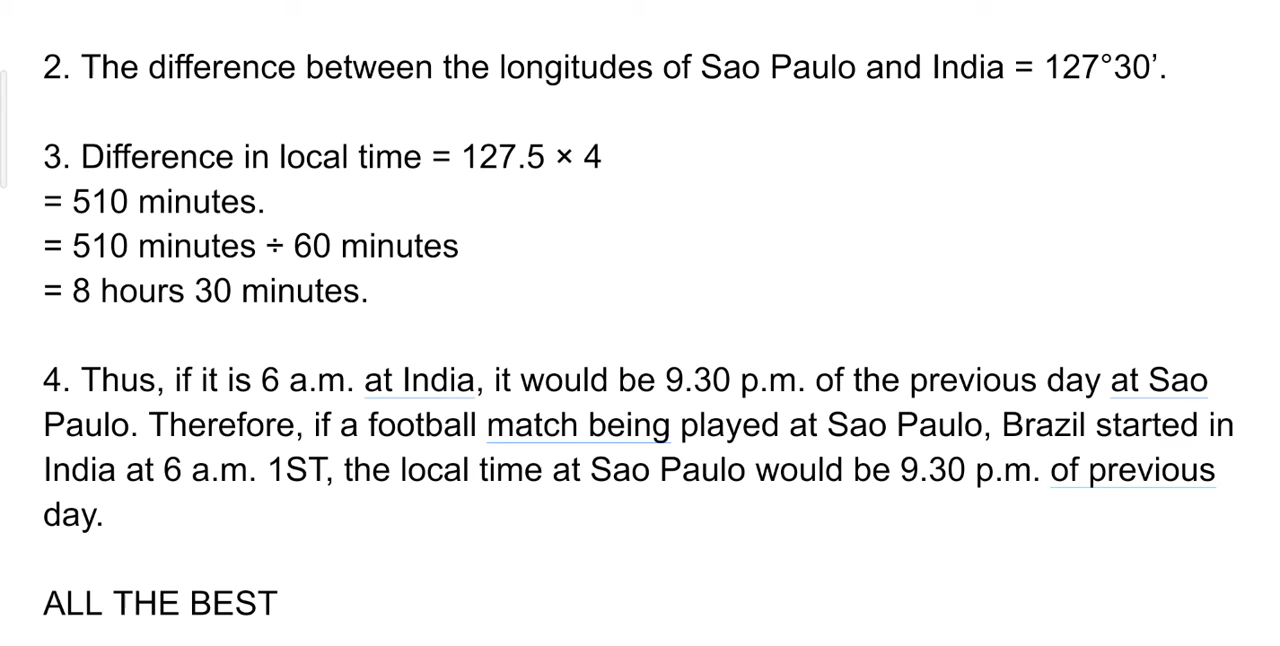 2. The difference between the longitudes of Sao Paulo and India = 127°30’.
3. Difference in local time = 127.5 × 4
= 510 minutes.
= 510 minutes ÷ 60 minutes
= 8 hours 30 minutes.
4. Thus, if it is 6 a.m. at India, it would be 9.30 p.m. of the previous day at Sao
Paulo. Therefore, if a football match being played at Sao Paulo, Brazil started in
India at 6 a.m. 1ST, the local time at Sao Paulo would be 9.30 p.m. of previous
day.
ALL THE BEST